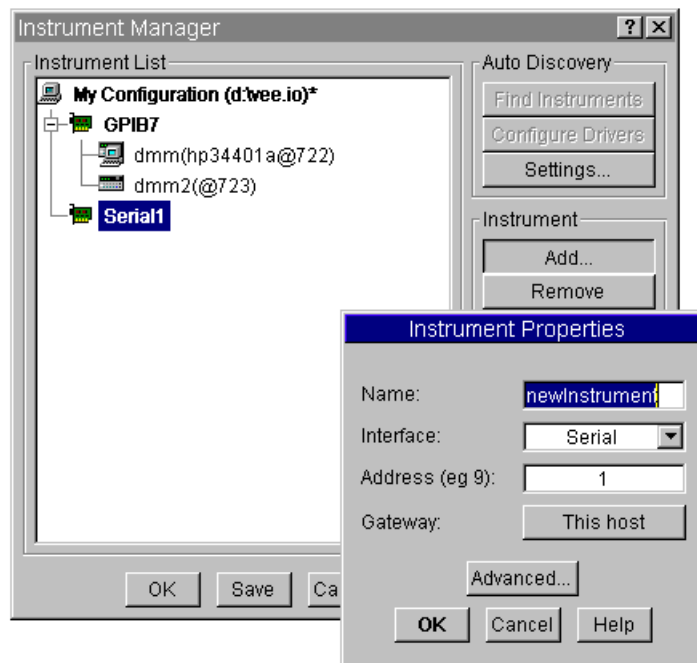 Instrument Manager
Instrument List
My Configuration (d:\vee.io)*
GPIB7
dmm(hp34401a@722)
dmm2(@723)
Serial1
Auto Discovery
Find Instruments
Configure Drivers
Settings...
Instrument
Add...
Remove
OK
Save
Ca
Instrument Properties
Name:
newInstrument
Interface:
Serial
Address (eg 9):
1
Gateway:
This host
Advanced...
OK
Cancel
Help